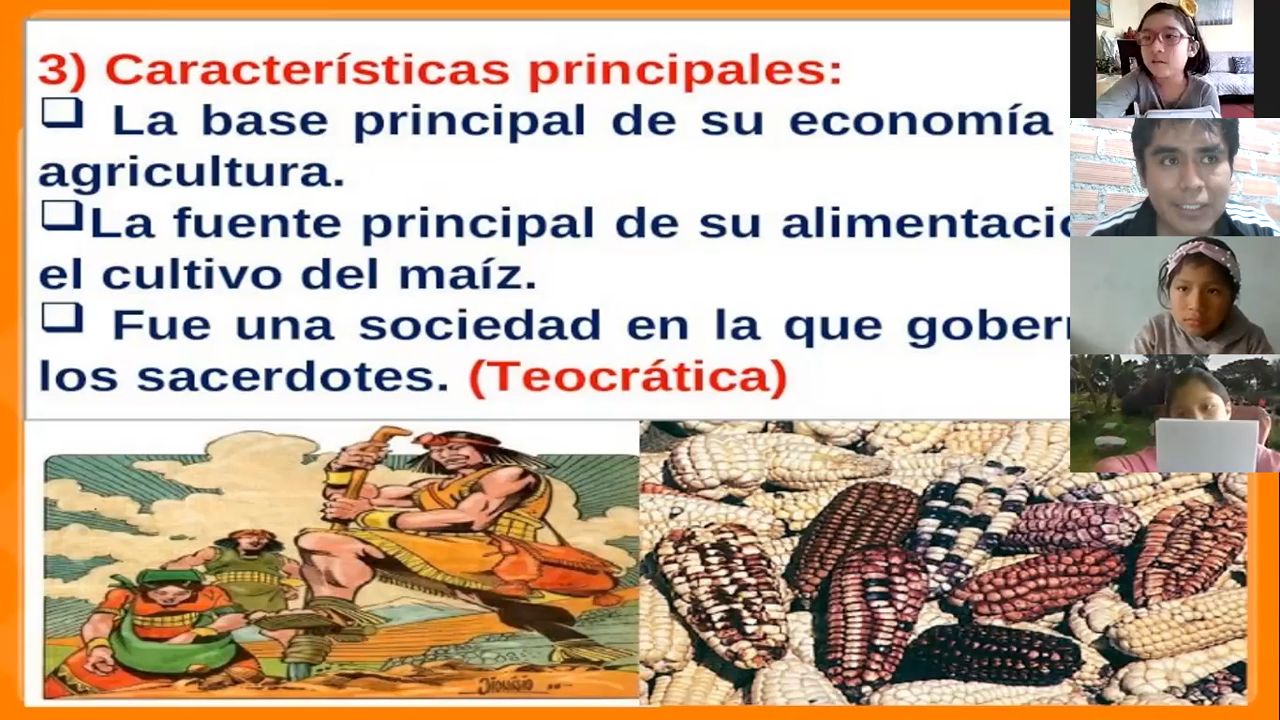 3) Características principales:
❑ La base principal de su economía
agricultura.
❑La fuente principal de su alimentació
el cultivo del maíz.
❑ Fue una sociedad en la que gober
los sacerdotes. (Teocrática)